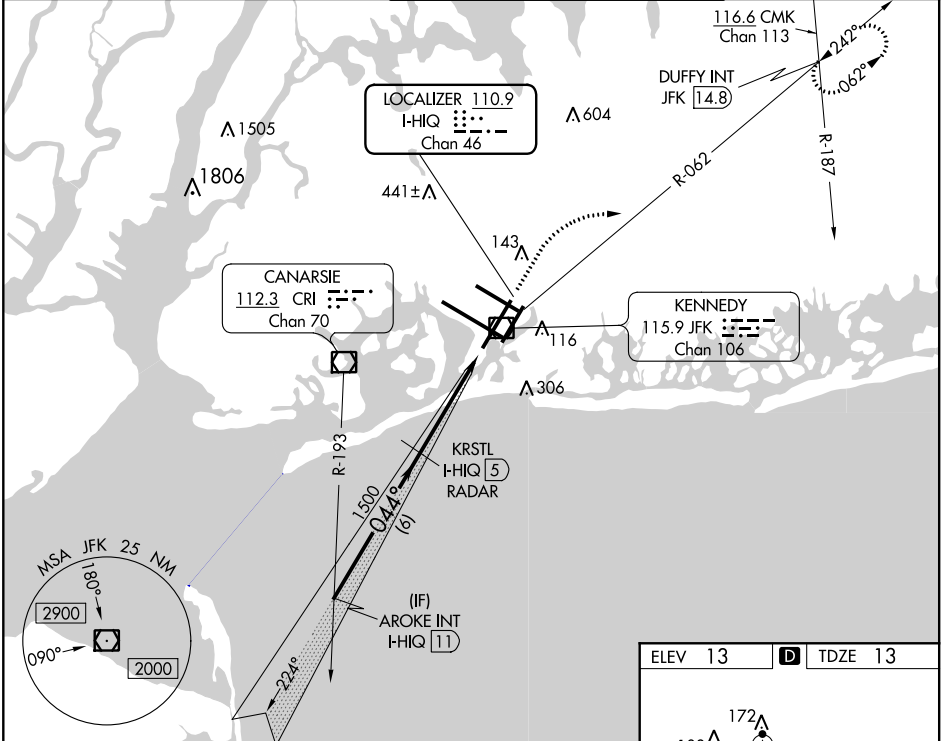 116.6 CMK
Chan 113
242°
062°
DUFFY INT
JFK 14.8
LOCALIZER 110.9
I-HIQ
Chan 46
604
1505
R-187
1806
R-062
441±
143
CANARSIE
112.3 CRI
Chan 70
KENNEDY
115.9 JFK
Chan 106
116
306
R-193
KRSTL
I-HIQ 5
RADAR
1500
044°
(6)
MSA JFK 25 NM
180°
2900
090°
2000
(IF)
AROKE INT
I-HIQ 11
224°
ELEV 13 D TDZE 13
172